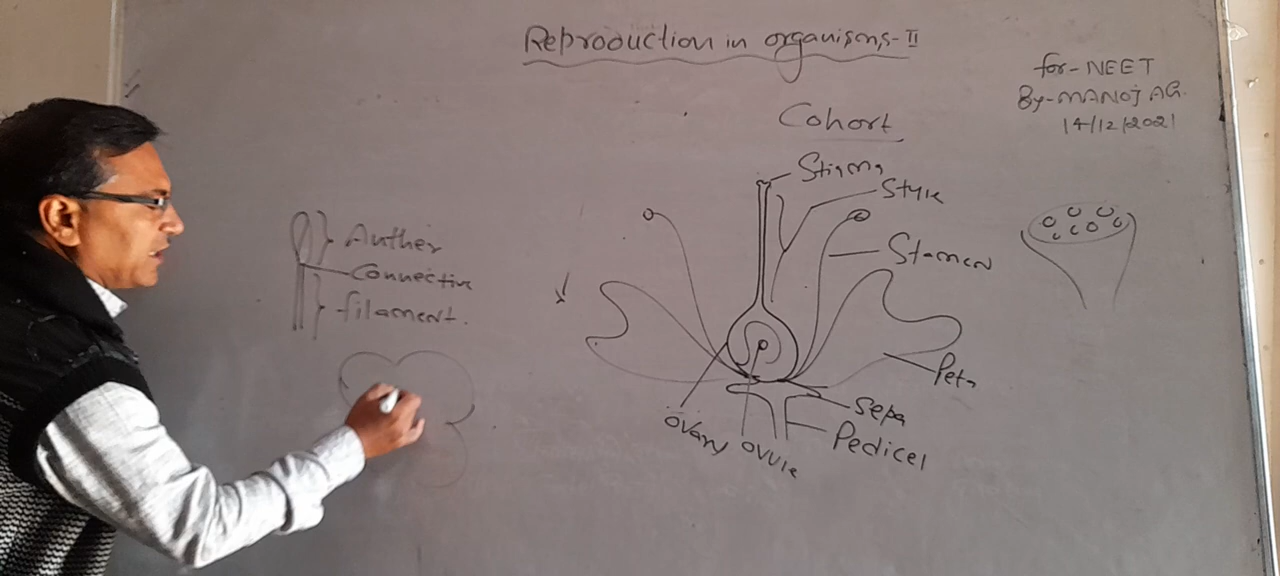 Reproduction in organisms-II
for-NEET
By-MANOJ AG.
14/12/2021
Cohort
Stigma
Style
Stamen
Anther
Connective
filament.
Peta
Sepa
Pedicel
Ovary
Ovule